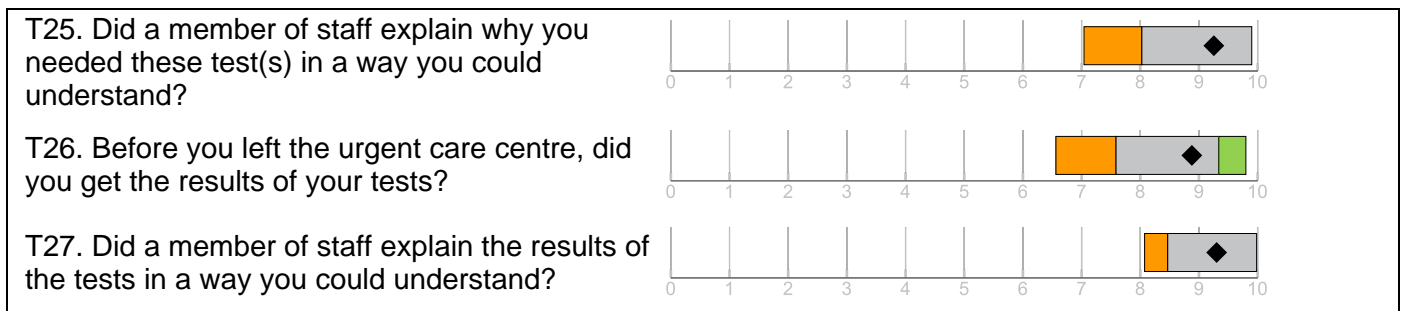 T25. Did a member of staff explain why you
needed these test(s) in a way you could
understand?
0 1 2 3 4 5 6 7 8 9 10
T26. Before you left the urgent care centre, did
you get the results of your tests?
0 1 2 3 4 5 6 7 8 9 10
T27. Did a member of staff explain the results of
the tests in a way you could understand?
0 1 2 3 4 5 6 7 8 9 10